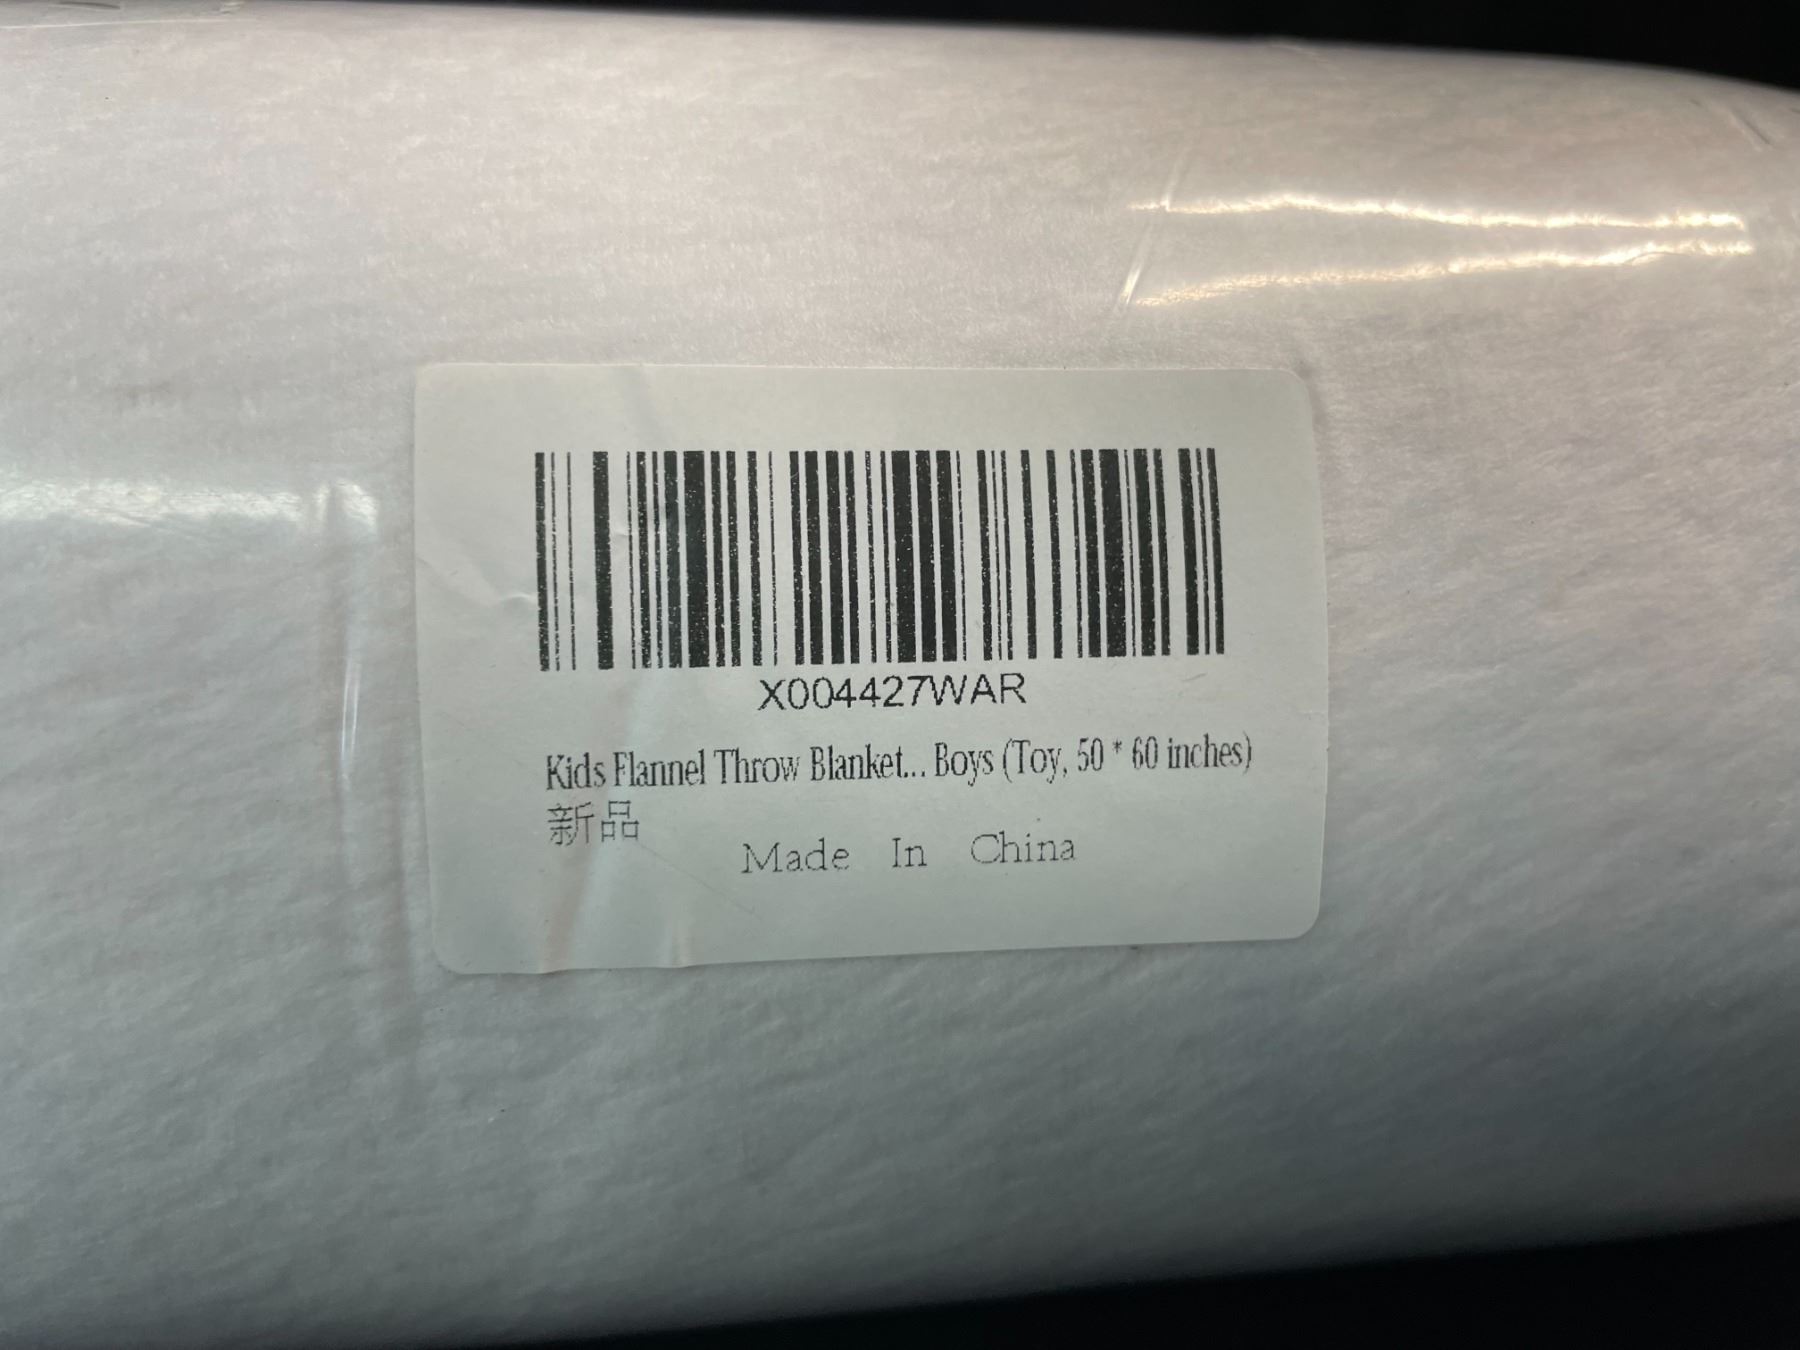 X004427WAR
Kids Flannel Throw Blanket... Boys (Toy, 50 * 60 inches)
新品
Made In China